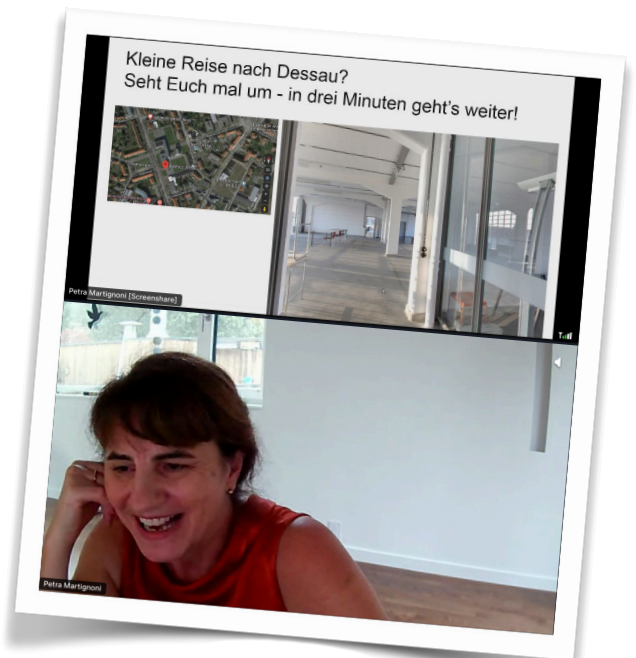 Kleine Reise nach Dessau?
Seht Euch mal um - in drei Minuten geht's weiter!
Petra Martignoni [Screenshare]
Petra Martignoni